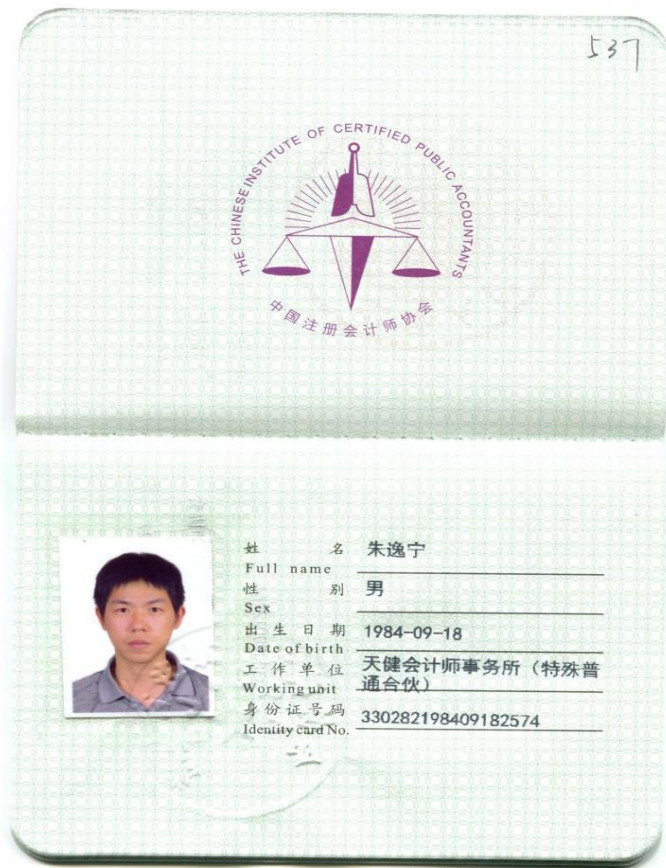 537
THE CHINESE INSTITUTE OF CERTIFIED PUBLIC ACCOUNTANTS
中国注册会计师协会
姓 名 朱逸宁
Full name
性 别 男
Sex
出生日期 1984-09-18
Date of birth
工作单位 天健会计师事务所（特殊普
Working unit 通合伙）
身份证号码 330282198409182574
Identity card No.